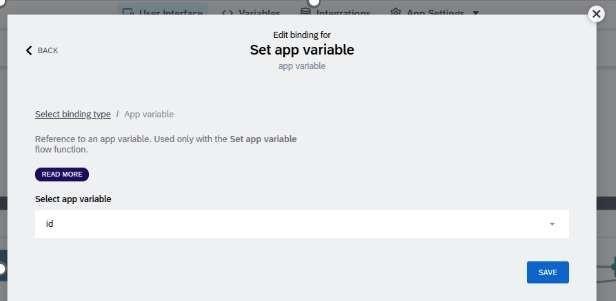 User Interface
Variables
Integrations
App Settings
Edit binding for
BACK
Set app variable
app variable
Select binding type / App variable
Reference to an app variable. Used only with the Set app variable
flow function.
READ MORE
Select app variable
id
SAVE